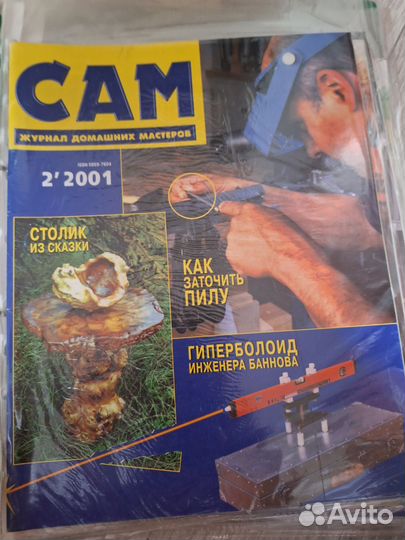 САМ
ЖУРНАЛ ДОМАШНИХ МАСТЕРОВ
2'2001
СТОЛИК
ИЗ СКАЗКИ
КАК
ЗАТОЧИТЬ
ПИЛУ
ГИПЕРБОЛОИД
ИНЖЕНЕРА БАННОВА
Avito